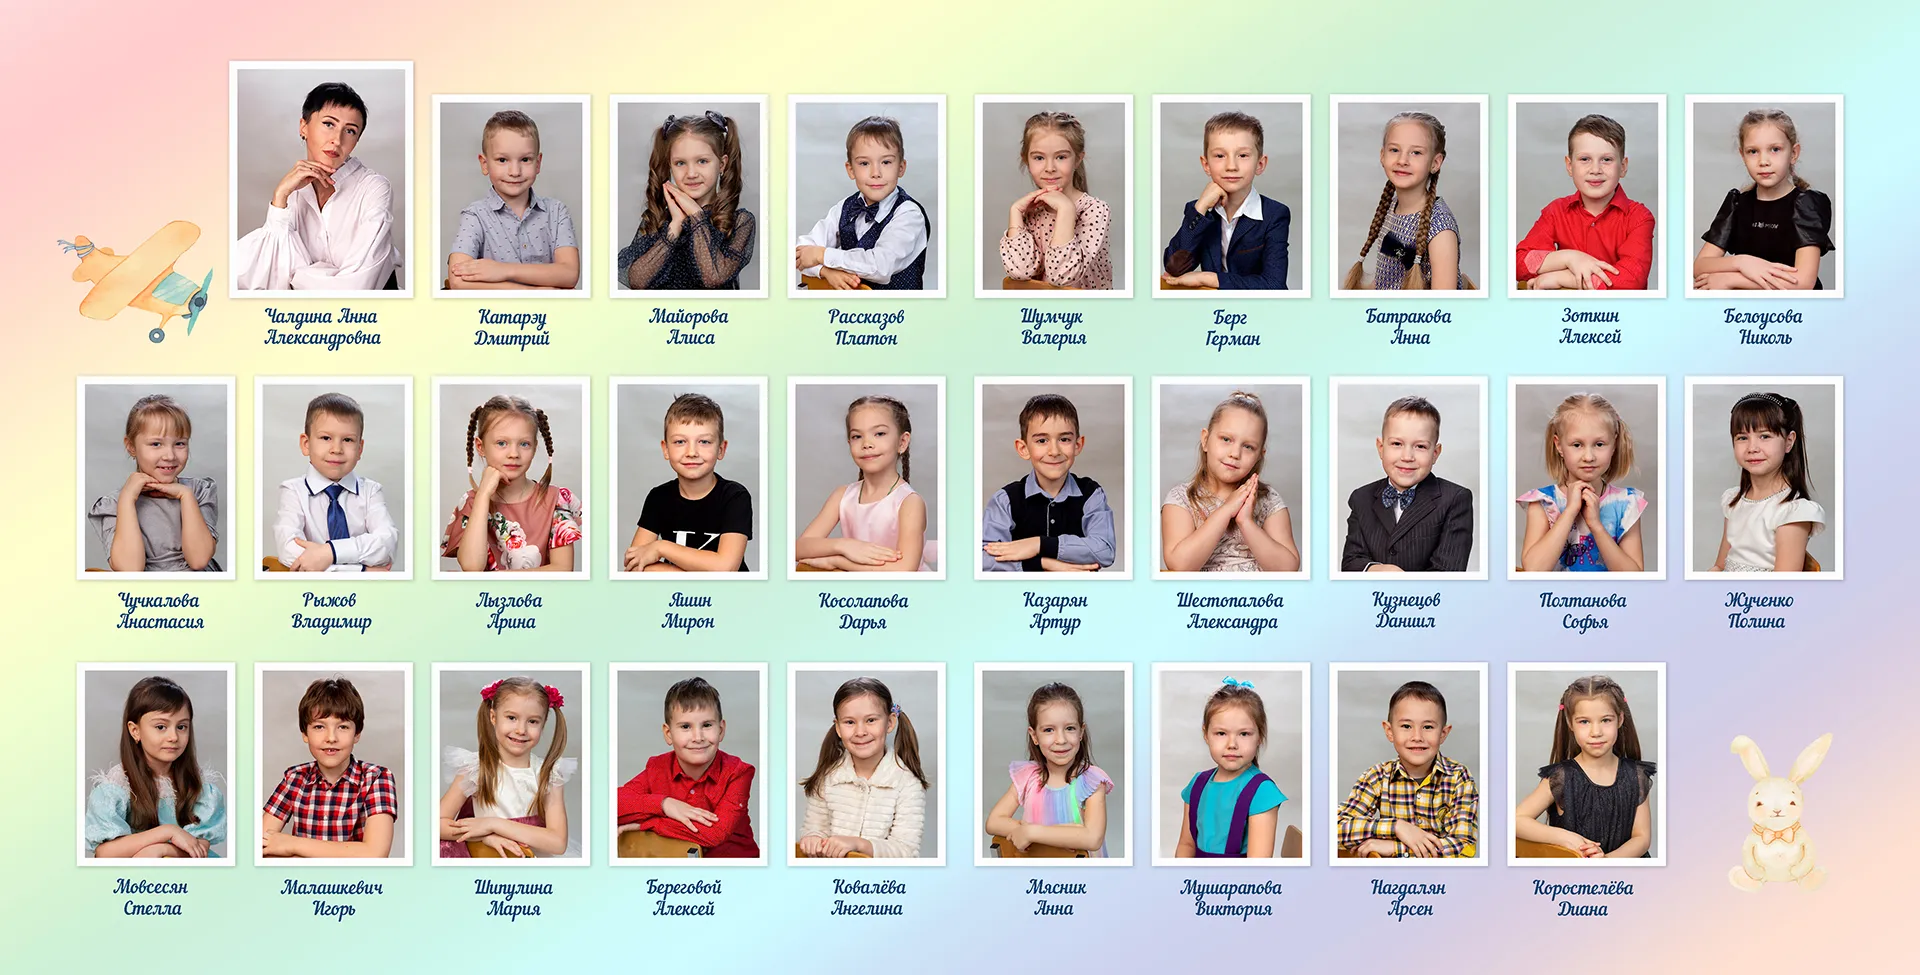 Чалдина Анна
Александровна
Катарэу
Дмитрий
Майорова
Алиса
Рассказов
Платон
Шумчук
Валерия
Берг
Герман
Батракова
Анна
Зоткин
Алексей
Белоусова
Николь
Чучкалова
Анастасия
Рыжов
Владимир
Лызлова
Арина
Яшин
Мирон
Косолапова
Дарья
Казарян
Артур
Шестопалова
Александра
Кузнецов
Даниил
Полтанова
Софья
Жученко
Полина
Мовсесян
Стелла
Малашкевич
Игорь
Шипулина
Мария
Береговой
Алексей
Ковалёва
Ангелина
Мясник
Анна
Мушарапова
Виктория
Нагдалян
Арсен
Коростелёва
Диана